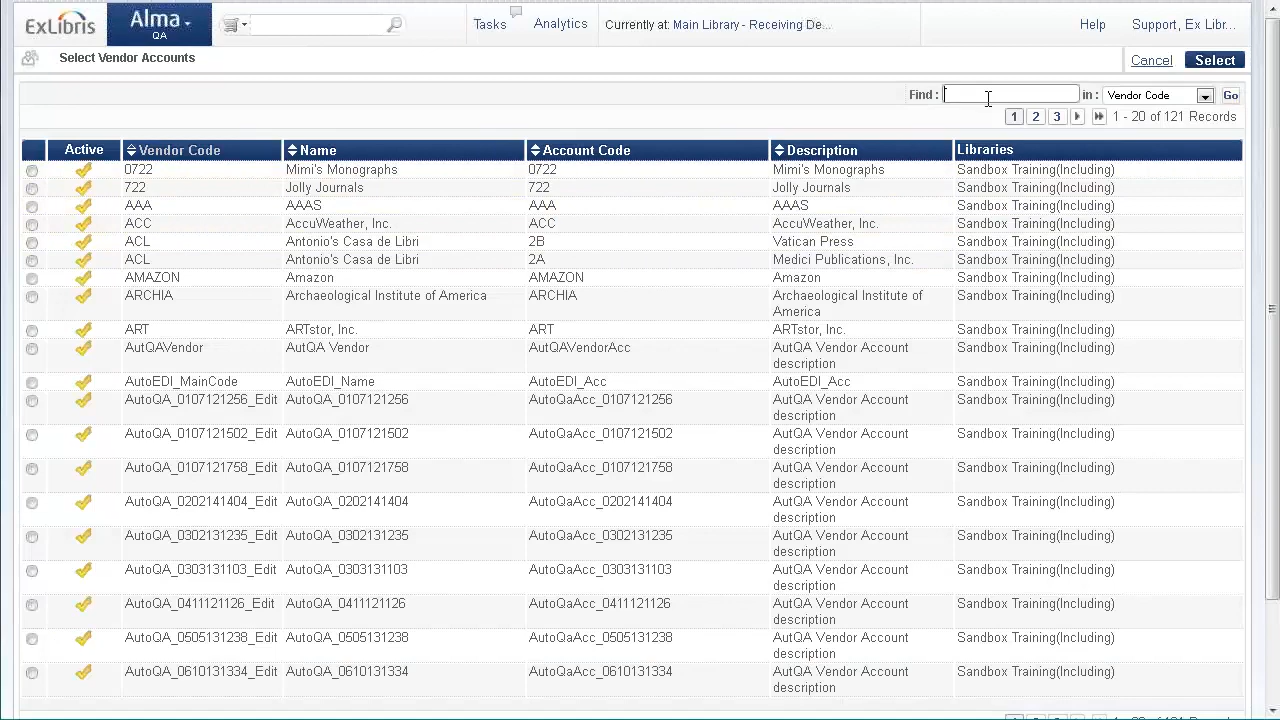 ExLibris Alma QA Tasks Analytics Currently at: Main Library - Receiving De... Help Support, Ex Libr...
Select Vendor Accounts Cancel Select
Find : in : Vendor Code Go
1 2 3 1 - 20 of 121 Records
Active Vendor Code Name Account Code Description Libraries
0722 Mimi's Monographs 0722 Mimi's Monographs Sandbox Training(Including)
722 Jolly Journals 722 Jolly Journals Sandbox Training(Including)
AAA AAAS AAA AAAS Sandbox Training(Including)
ACC AccuWeather, Inc. ACC AccuWeather, Inc. Sandbox Training(Including)
ACL Antonio's Casa de Libri 2B Vatican Press Sandbox Training(Including)
ACL Antonio's Casa de Libri 2A Medici Publications, Inc. Sandbox Training(Including)
AMAZON Amazon AMAZON Amazon Sandbox Training(Including)
ARCHIA Archaeological Institute of America ARCHIA Archaeological Institute of Sandbox Training(Including)
America
ART ARTstor, Inc. ART ARTstor, Inc. Sandbox Training(Including)
AutQAVendor AutQA Vendor AutQAVendorAcc AutQA Vendor Account Sandbox Training(Including)
description
AutoEDI_MainCode AutoEDI_Name AutoEDI_Acc AutoEDI_Acc Sandbox Training(Including)
AutoQA_0107121256_Edit AutoQA_0107121256 AutoQaAcc_0107121256 AutQA Vendor Account Sandbox Training(Including)
description
AutoQA_0107121502_Edit AutoQA_0107121502 AutoQaAcc_0107121502 AutQA Vendor Account Sandbox Training(Including)
description
AutoQA_0107121758_Edit AutoQA_0107121758 AutoQaAcc_0107121758 AutQA Vendor Account Sandbox Training(Including)
description
AutoQA_0202141404_Edit AutoQA_0202141404 AutoQaAcc_0202141404 AutQA Vendor Account Sandbox Training(Including)
description
AutoQA_0302131235_Edit AutoQA_0302131235 AutoQaAcc_0302131235 AutQA Vendor Account Sandbox Training(Including)
description
AutoQA_0303131103_Edit AutoQA_0303131103 AutoQaAcc_0303131103 AutQA Vendor Account Sandbox Training(Including)
description
AutoQA_0411121126_Edit AutoQA_0411121126 AutoQaAcc_0411121126 AutQA Vendor Account Sandbox Training(Including)
description
AutoQA_0505131238_Edit AutoQA_0505131238 AutoQaAcc_0505131238 AutQA Vendor Account Sandbox Training(Including)
description
AutoQA_0610131334_Edit AutoQA_0610131334 AutoQaAcc_0610131334 AutQA Vendor Account Sandbox Training(Including)
description